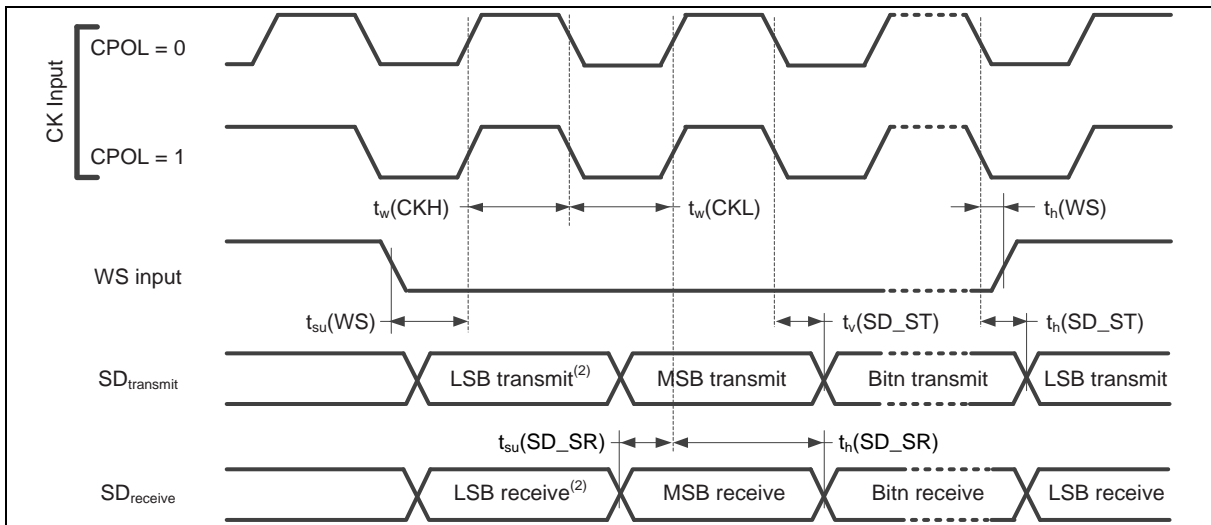 CK Input
CPOL = 0
CPOL = 1
tw(CKH)
tw(CKL)
th(WS)
WS input
tsu(WS)
tv(SD_ST)
th(SD_ST)
SDtransmit
LSB transmit(2)
MSB transmit
Bitn transmit
LSB transmit
tsu(SD_SR)
th(SD_SR)
SDreceive
LSB receive(2)
MSB receive
Bitn receive
LSB receive